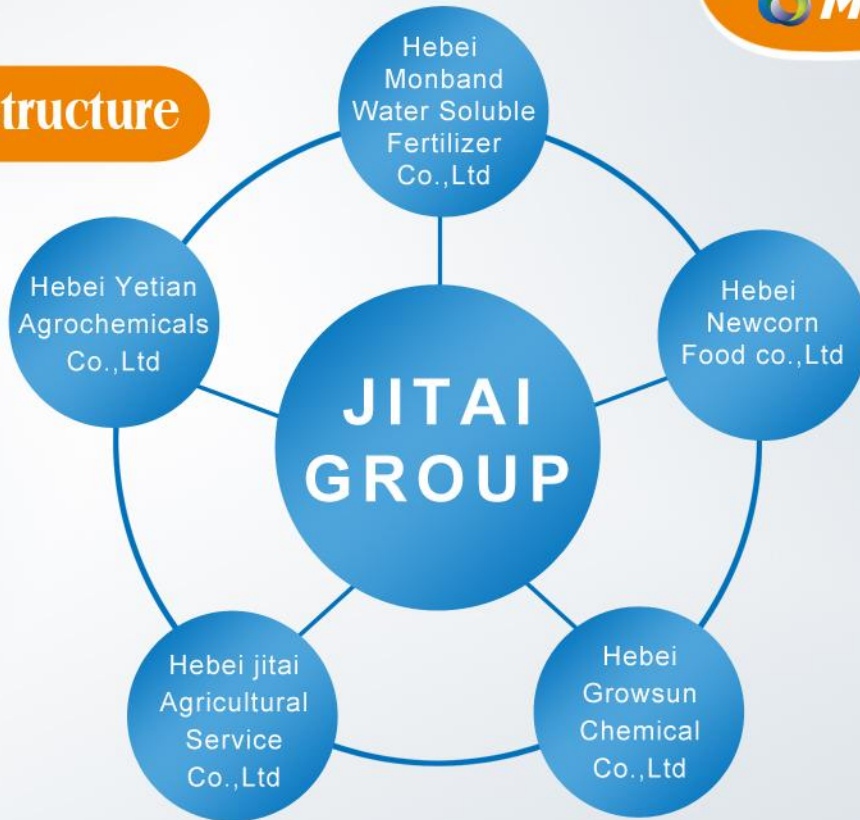 Hebei
Monband
Water Soluble
Fertilizer
Co.,Ltd
Hebei Yetian
Agrochemicals
Co.,Ltd
Hebei
Newcorn
Food co.,Ltd
JITAI
GROUP
Hebei jitai
Agricultural
Service
Co.,Ltd
Hebei
Growsun
Chemical
Co.,Ltd